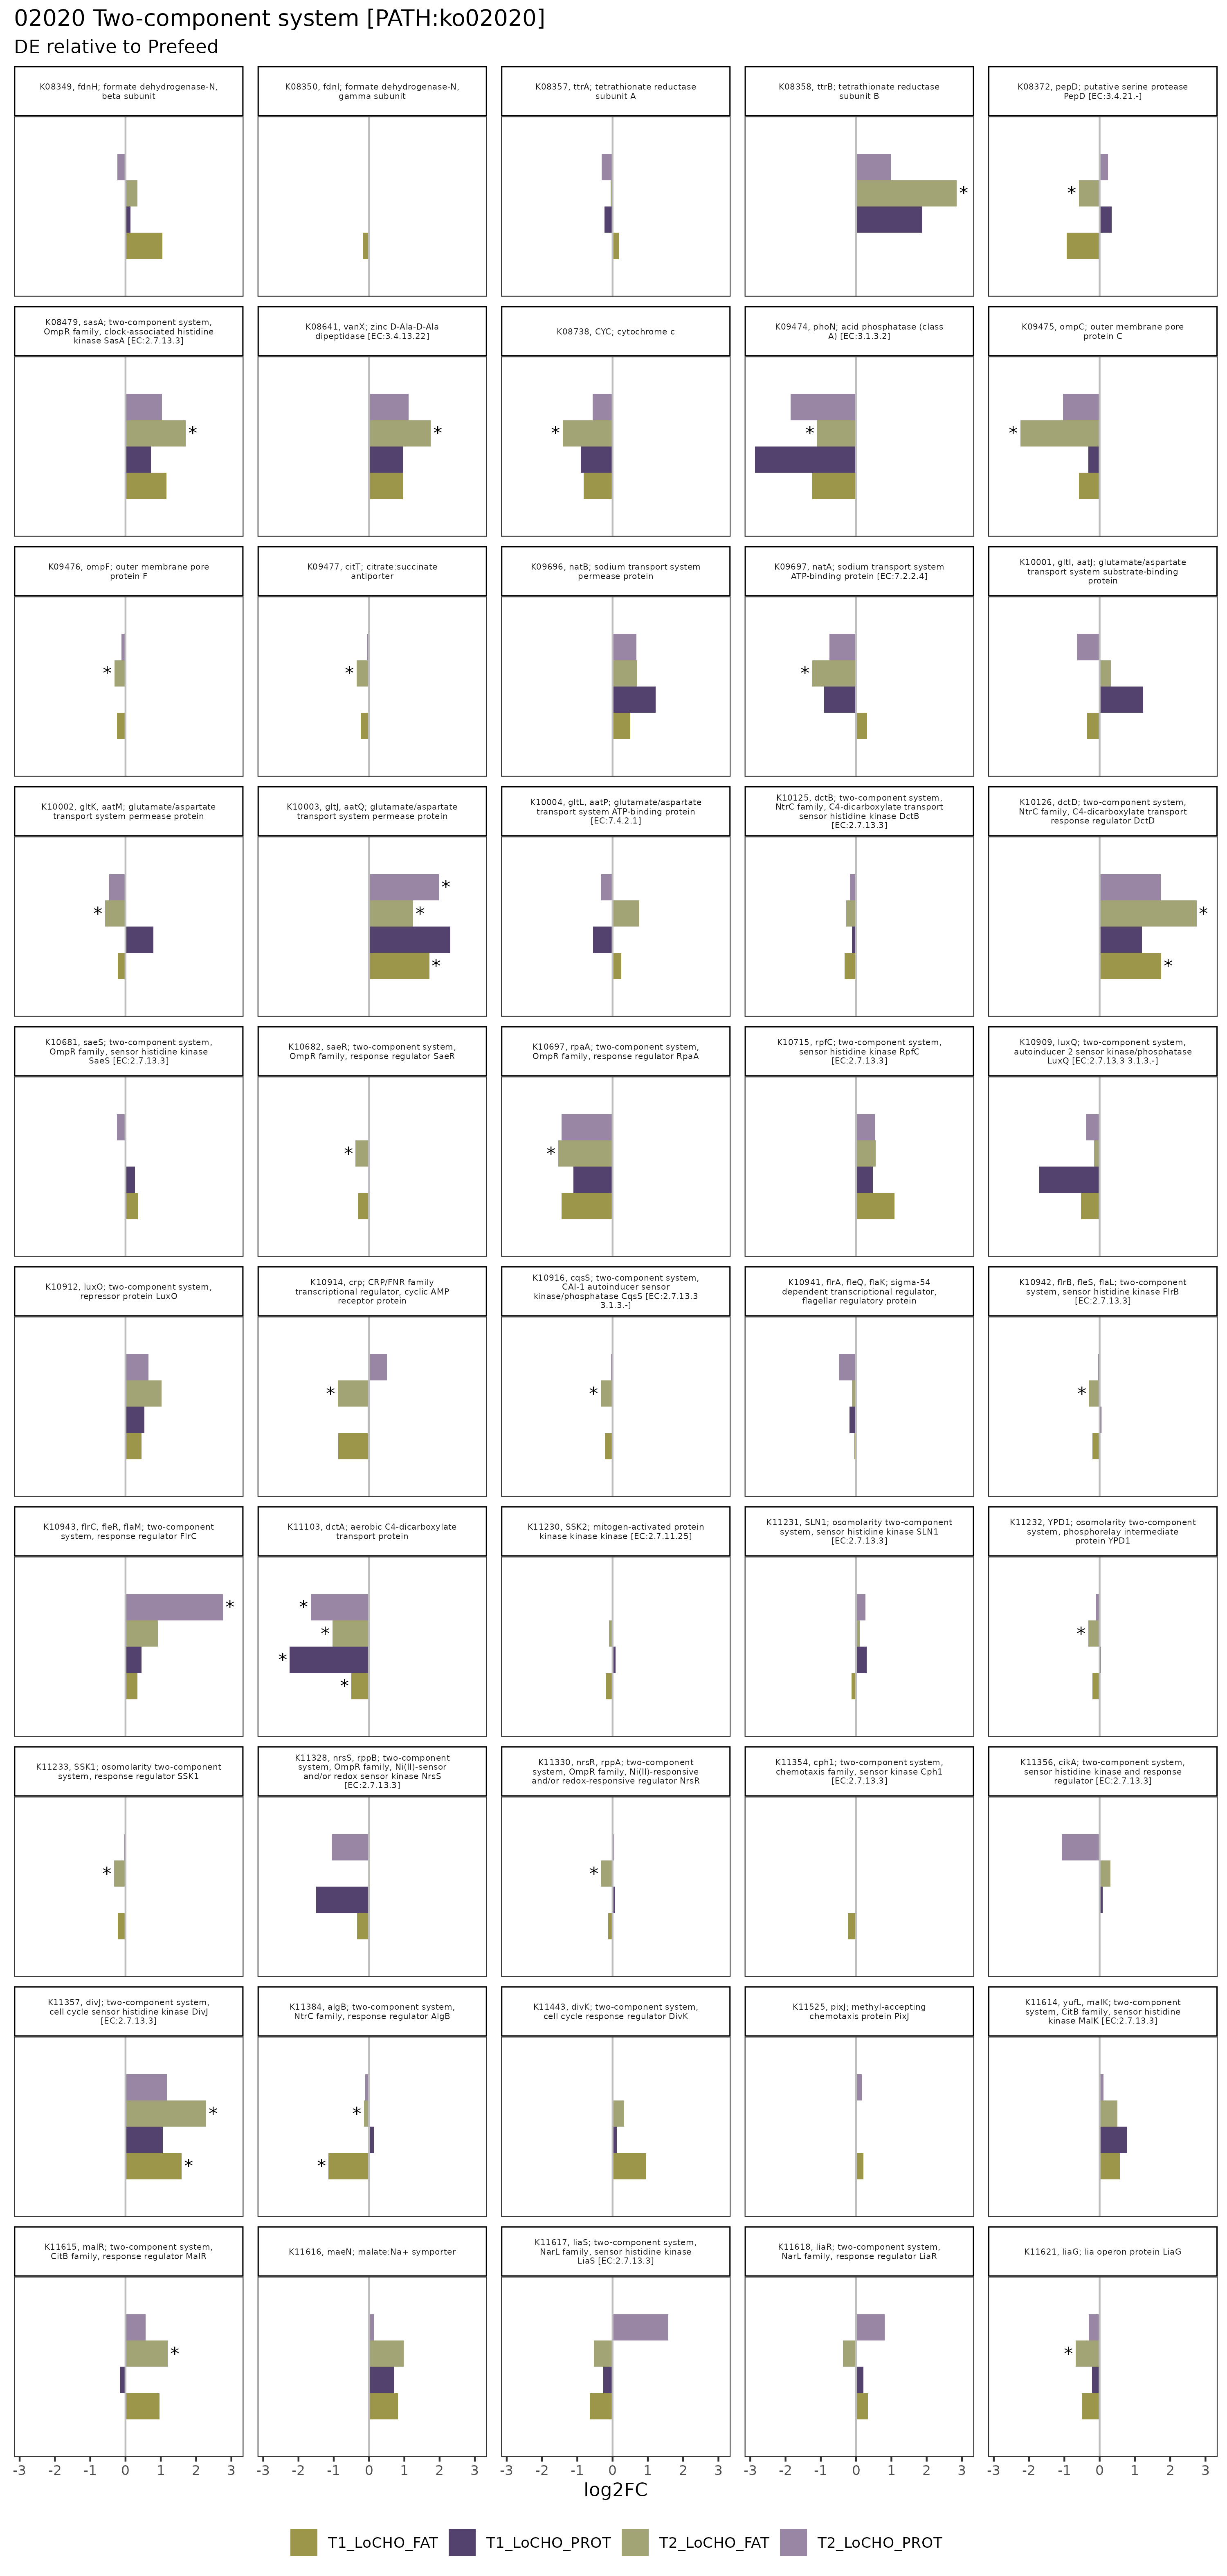 02020 Two-component system [PATH:ko02020]
DE relative to Prefeed
K08349, fdnH; formate dehydrogenase-N,
beta subunit
K08350, fdnI; formate dehydrogenase-N,
gamma subunit
K08357, ttrA; tetrathionate reductase
subunit A
K08358, ttrB; tetrathionate reductase
subunit B
K08372, pepD; putative serine protease
PepD [EC:3.4.21.-]
*
*
K08479, sasA; two-component system,
OmpR family, clock-associated histidine
kinase SasA [EC:2.7.13.3]
K08641, vanX; zinc D-Ala-D-Ala
dipeptidase [EC:3.4.13.22]
K08738, CYC; cytochrome c
K09474, phoN; acid phosphatase (class
A) [EC:3.1.3.2]
K09475, ompC; outer membrane pore
protein C
*
*
*
*
*
K09476, ompF; outer membrane pore
protein F
K09477, citT; citrate:succinate
antiporter
K09696, natB; sodium transport system
permease protein
K09697, natA; sodium transport system
ATP-binding protein [EC:7.2.2.4]
K10001, gltI, aatJ; glutamate/aspartate
transport system substrate-binding
protein
*
*
*
K10002, gltK, aatM; glutamate/aspartate
transport system permease protein
K10003, gltJ, aatQ; glutamate/aspartate
transport system permease protein
K10004, gltL, aatP; glutamate/aspartate
transport system ATP-binding protein
[EC:7.4.2.1]
K10125, dctB; two-component system,
NtrC family, C4-dicarboxylate transport
sensor histidine kinase DctB
[EC:2.7.13.3]
K10126, dctD; two-component system,
NtrC family, C4-dicarboxylate transport
response regulator DctD
*
*
*
*
*
*
K10681, saeS; two-component system,
OmpR family, sensor histidine kinase
SaeS [EC:2.7.13.3]
K10682, saeR; two-component system,
OmpR family, response regulator SaeR
K10697, rpaA; two-component system,
OmpR family, response regulator RpaA
K10715, rpfC; two-component system,
sensor histidine kinase RpfC
[EC:2.7.13.3]
K10909, luxQ; two-component system,
autoinducer 2 sensor kinase/phosphatase
LuxQ [EC:2.7.13.3 3.1.3.-]
*
*
K10912, luxO; two-component system,
repressor protein LuxO
K10914, crp; CRP/FNR family
transcriptional regulator, cyclic AMP
receptor protein
K10916, cqsS; two-component system,
CAI-1 autoinducer sensor
kinase/phosphatase CqsS [EC:2.7.13.3
3.1.3.-]
K10941, flrA, fleQ, flaK; sigma-54
dependent transcriptional regulator,
flagellar regulatory protein
K10942, flrB, fleS, flaL; two-component
system, sensor histidine kinase FlrB
[EC:2.7.13.3]
*
*
*
K10943, flrC, fleR, flaM; two-component
system, response regulator FlrC
K11103, dctA; aerobic C4-dicarboxylate
transport protein
K11230, SSK2; mitogen-activated protein
kinase kinase kinase [EC:2.7.11.25]
K11231, SLN1; osomolarity two-component
system, sensor histidine kinase SLN1
[EC:2.7.13.3]
K11232, YPD1; osomolarity two-component
system, phosphorelay intermediate
protein YPD1
*
*
*
*
*
*
K11233, SSK1; osomolarity two-component
system, response regulator SSK1
K11328, nrsS, rppB; two-component
system, OmpR family, Ni(II)-sensor
and/or redox sensor kinase NrsS
[EC:2.7.13.3]
K11330, nrsR, rppA; two-component
system, OmpR family, Ni(II)-responsive
and/or redox-responsive regulator NrsR
K11354, cph1; two-component system,
chemotaxis family, sensor kinase Cph1
[EC:2.7.13.3]
K11356, cikA; two-component system,
sensor histidine kinase and response
regulator [EC:2.7.13.3]
*
*
K11357, divJ; two-component system,
cell cycle sensor histidine kinase DivJ
[EC:2.7.13.3]
K11384, algB; two-component system,
NtrC family, response regulator AlgB
K11443, divK; two-component system,
cell cycle response regulator DivK
K11525, pixJ; methyl-accepting
chemotaxis protein PixJ
K11614, yufL, malK; two-component
system, CitB family, sensor histidine
kinase MalK [EC:2.7.13.3]
*
*
*
*
K11615, malR; two-component system,
CitB family, response regulator MalR
K11616, maeN; malate:Na+ symporter
K11617, liaS; two-component system,
NarL family, sensor histidine kinase
LiaS [EC:2.7.13.3]
K11618, liaR; two-component system,
NarL family, response regulator LiaR
K11621, liaG; lia operon protein LiaG
*
*
-3 -2 -1 0 1 2 3 -3 -2 -1 0 1 2 3 -3 -2 -1 0 1 2 3 -3 -2 -1 0 1 2 3 -3 -2 -1 0 1 2 3
log2FC
T1_LoCHO_FAT T1_LoCHO_PROT T2_LoCHO_FAT T2_LoCHO_PROT